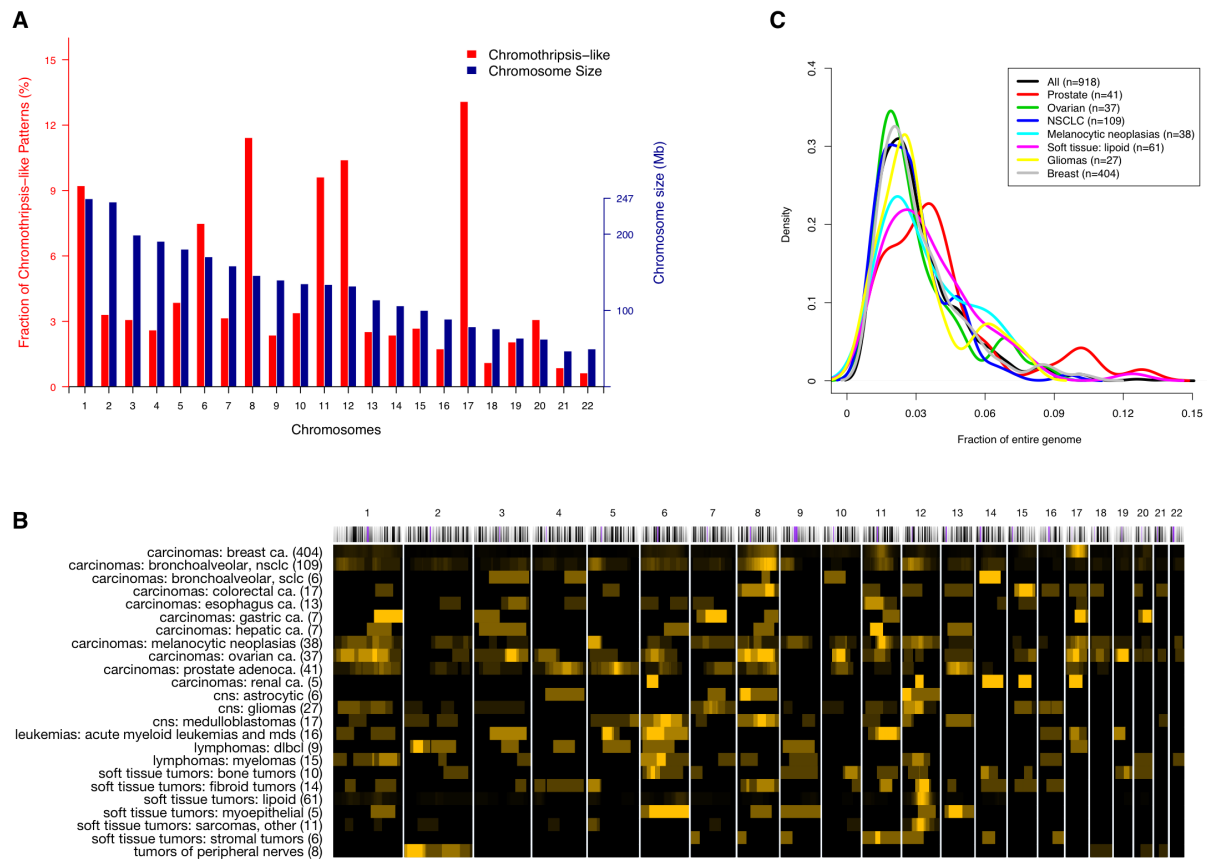 A
Fraction of Chromothripsis-like Patterns (%)
15
12
9
6
3
0
Chromothripsis-like
Chromosome Size
Chromosome size (Mb)
247
200
100
1 2 3 4 5 6 7 8 9 10 11 12 13 14 15 16 17 18 19 20 21 22
Chromosomes
C
Density
0.4
0.3
0.2
0.1
0
All (n=918)
Prostate (n=41)
Ovarian (n=37)
NSCLC (n=109)
Melanocytic neoplasias (n=38)
Soft tissue: lipoid (n=61)
Gliomas (n=27)
Breast (n=404)
0 0.03 0.06 0.09 0.12 0.15
Fraction of entire genome
B
1 2 3 4 5 6 7 8 9 10 11 12 13 14 15 16 17 18 19 20 21 22
carcinomas: breast ca. (404)
carcinomas: bronchoalveolar, nsclc (109)
carcinomas: bronchoalveolar, sclc (6)
carcinomas: colorectal ca. (17)
carcinomas: esophagus ca. (13)
carcinomas: gastric ca. (7)
carcinomas: hepatic ca. (7)
carcinomas: melanocytic neoplasias (38)
carcinomas: ovarian ca. (37)
carcinomas: prostate adenoca. (41)
carcinomas: renal ca. (5)
cns: astrocytic (6)
cns: gliomas (27)
cns: medulloblastomas (17)
leukemias: acute myeloid leukemias and mds (16)
lymphomas: dlbcl (9)
lymphomas: myelomas (15)
soft tissue tumors: bone tumors (10)
soft tissue tumors: fibroid tumors (14)
soft tissue tumors: lipoid (61)
soft tissue tumors: myoepithelial (5)
soft tissue tumors: sarcomas, other (11)
soft tissue tumors: stromal tumors (6)
tumors of peripheral nerves (8)